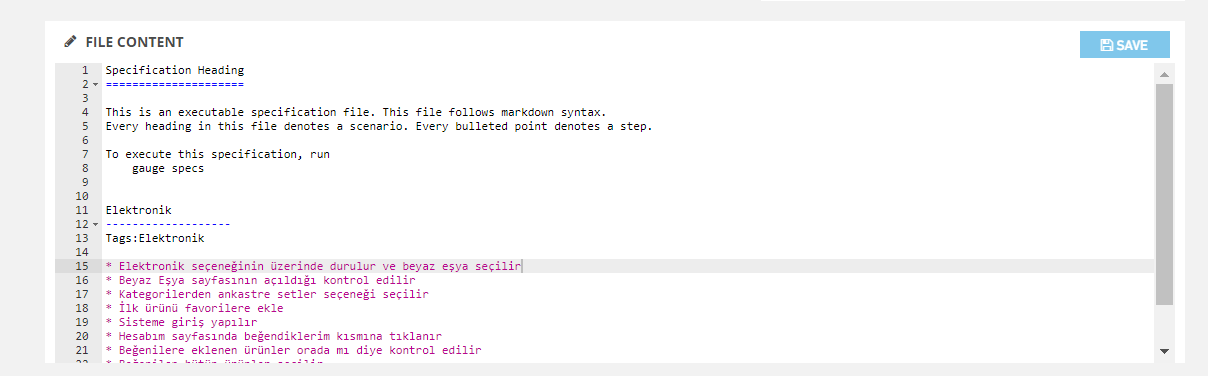 FILE CONTENT
SAVE
1 Specification Heading
2 =====================
3
4 This is an executable specification file. This file follows markdown syntax.
5 Every heading in this file denotes a scenario. Every bulleted point denotes a step.
6
7 To execute this specification, run
8     gauge specs
9
10
11 Elektronik
12 -------------------
13 Tags:Elektronik
14
15 * Elektronik seçeneğinin üzerinde durulur ve beyaz eşya seçilir
16 * Beyaz Eşya sayfasının açıldığı kontrol edilir
17 * Kategorilerden ankastre setler seçeneği seçilir
18 * İlk ürünü favorilere ekle
19 * Sisteme giriş yapılır
20 * Hesabım sayfasında beğendiklerim kısmına tıklanır
21 * Beğenilere eklenen ürünler orada mı diye kontrol edilir